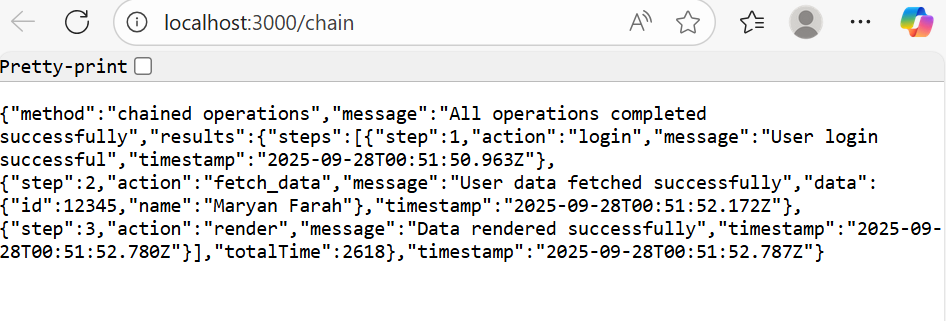 localhost:3000/chain
Pretty-print
{"method":"chained operations","message":"All operations completed
successfully","results":{"steps":[{"step":1,"action":"login","message":"User login
successful","timestamp":"2025-09-28T00:51:50.963Z"},
{"step":2,"action":"fetch_data","message":"User data fetched successfully","data":
{"id":12345,"name":"Maryan Farah"},"timestamp":"2025-09-28T00:51:52.172Z"},
{"step":3,"action":"render","message":"Data rendered successfully","timestamp":"2025-09-
28T00:51:52.780Z"}],"totalTime":2618},"timestamp":"2025-09-28T00:51:52.787Z"}